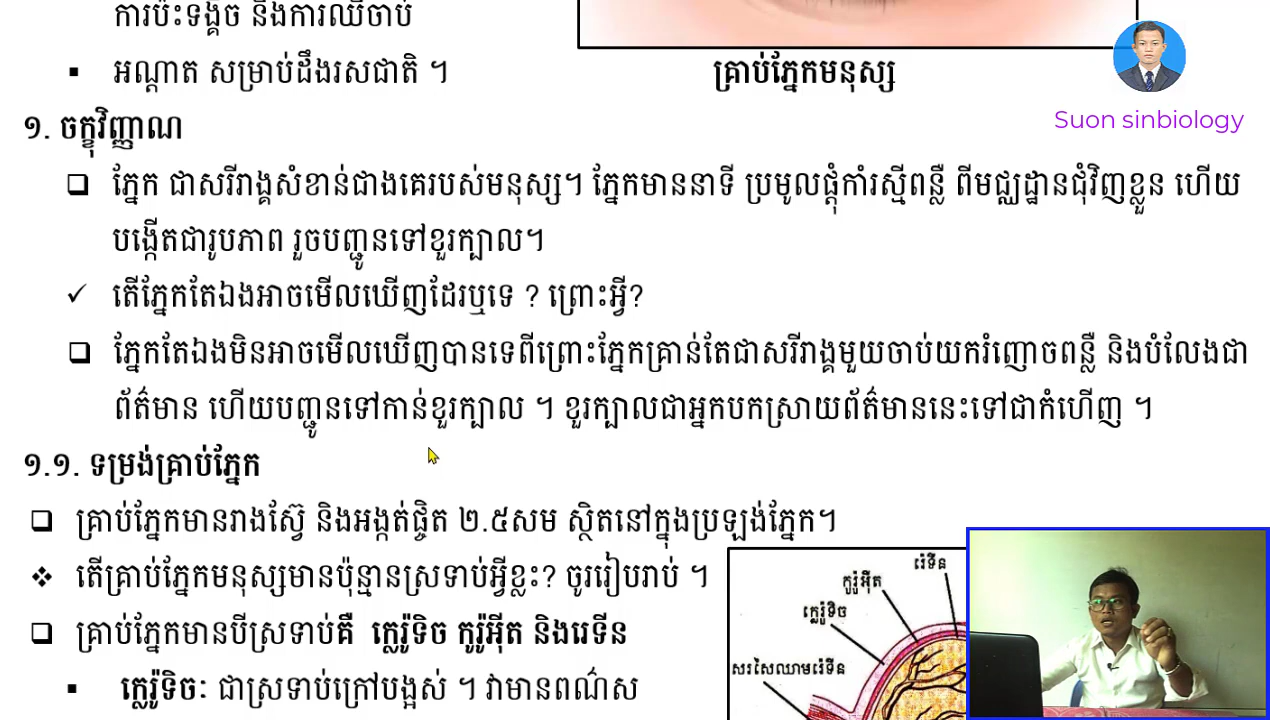 ការប៉ះទង្គិច និងការឈឺចាប់
▪ អណ្ដាត សម្រាប់ដឹងរសជាតិ ។
គ្រាប់ភ្នែកមនុស្ស
Suon sinbiology
១. ចក្ខុវិញ្ញាណ
❑ ភ្នែក ជាសរីរាង្គសំខាន់ជាងគេរបស់មនុស្ស។ ភ្នែកមាននាទី ប្រមូលផ្ដុំកាំរស្មីពន្លឺ ពីមជ្ឈដ្ឋានជុំវិញខ្លួន ហើយ
បង្កើតជារូបភាព រួចបញ្ជូនទៅខួរក្បាល។
✓ តើភ្នែកតែឯងអាចមើលឃើញដែរឬទេ ? ព្រោះអ្វី?
❑ ភ្នែកតែឯងមិនអាចមើលឃើញបានទេពីព្រោះភ្នែកគ្រាន់តែជាសរីរាង្គមួយចាប់យករំញោចពន្លឺ និងបំលែងជា
ព័ត៌មាន ហើយបញ្ជូនទៅកាន់ខួរក្បាល ។ ខួរក្បាលជាអ្នកបកស្រាយព័ត៌មាននេះទៅជាកំហើញ ។
១.១. ទម្រង់គ្រាប់ភ្នែក
❑ គ្រាប់ភ្នែកមានរាងស្វ៊ែ និងអង្កត់ផ្ចិត ២.៥សម ស្ថិតនៅក្នុងប្រឡង់ភ្នែក។
❖ តើគ្រាប់ភ្នែកមនុស្សមានប៉ុន្មានស្រទាប់អ្វីខ្លះ? ចូររៀបរាប់ ។
❑ គ្រាប់ភ្នែកមានបីស្រទាប់គឺ ក្លេរ៉ូទិច កូរ៉ូអ៊ីត និងរេទីន
▪ ក្លេរ៉ូទិចៈ ជាស្រទាប់ក្រៅបង្អស់ ។ វាមានពណ៌ស
រ៉េទីន
កូរ៉ូអ៊ីត
ក្លេរ៉ូទិច
សរសៃឈាមរ៉េទីន